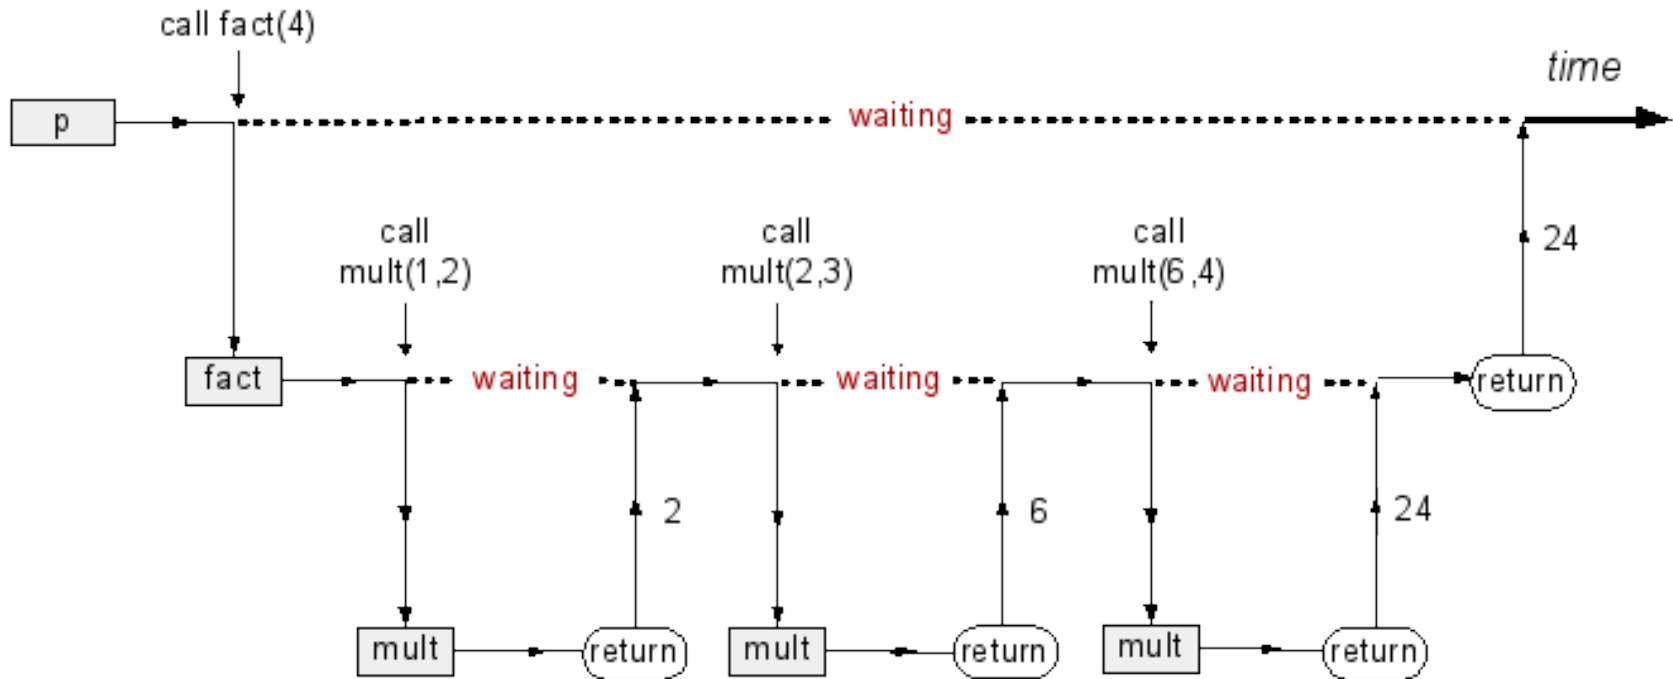 call fact(4)
time
p
waiting
24
call
mult(1,2)
call
mult(2,3)
call
mult(6,4)
fact
waiting
waiting
waiting
return
2
6
24
mult
return
mult
return
mult
return